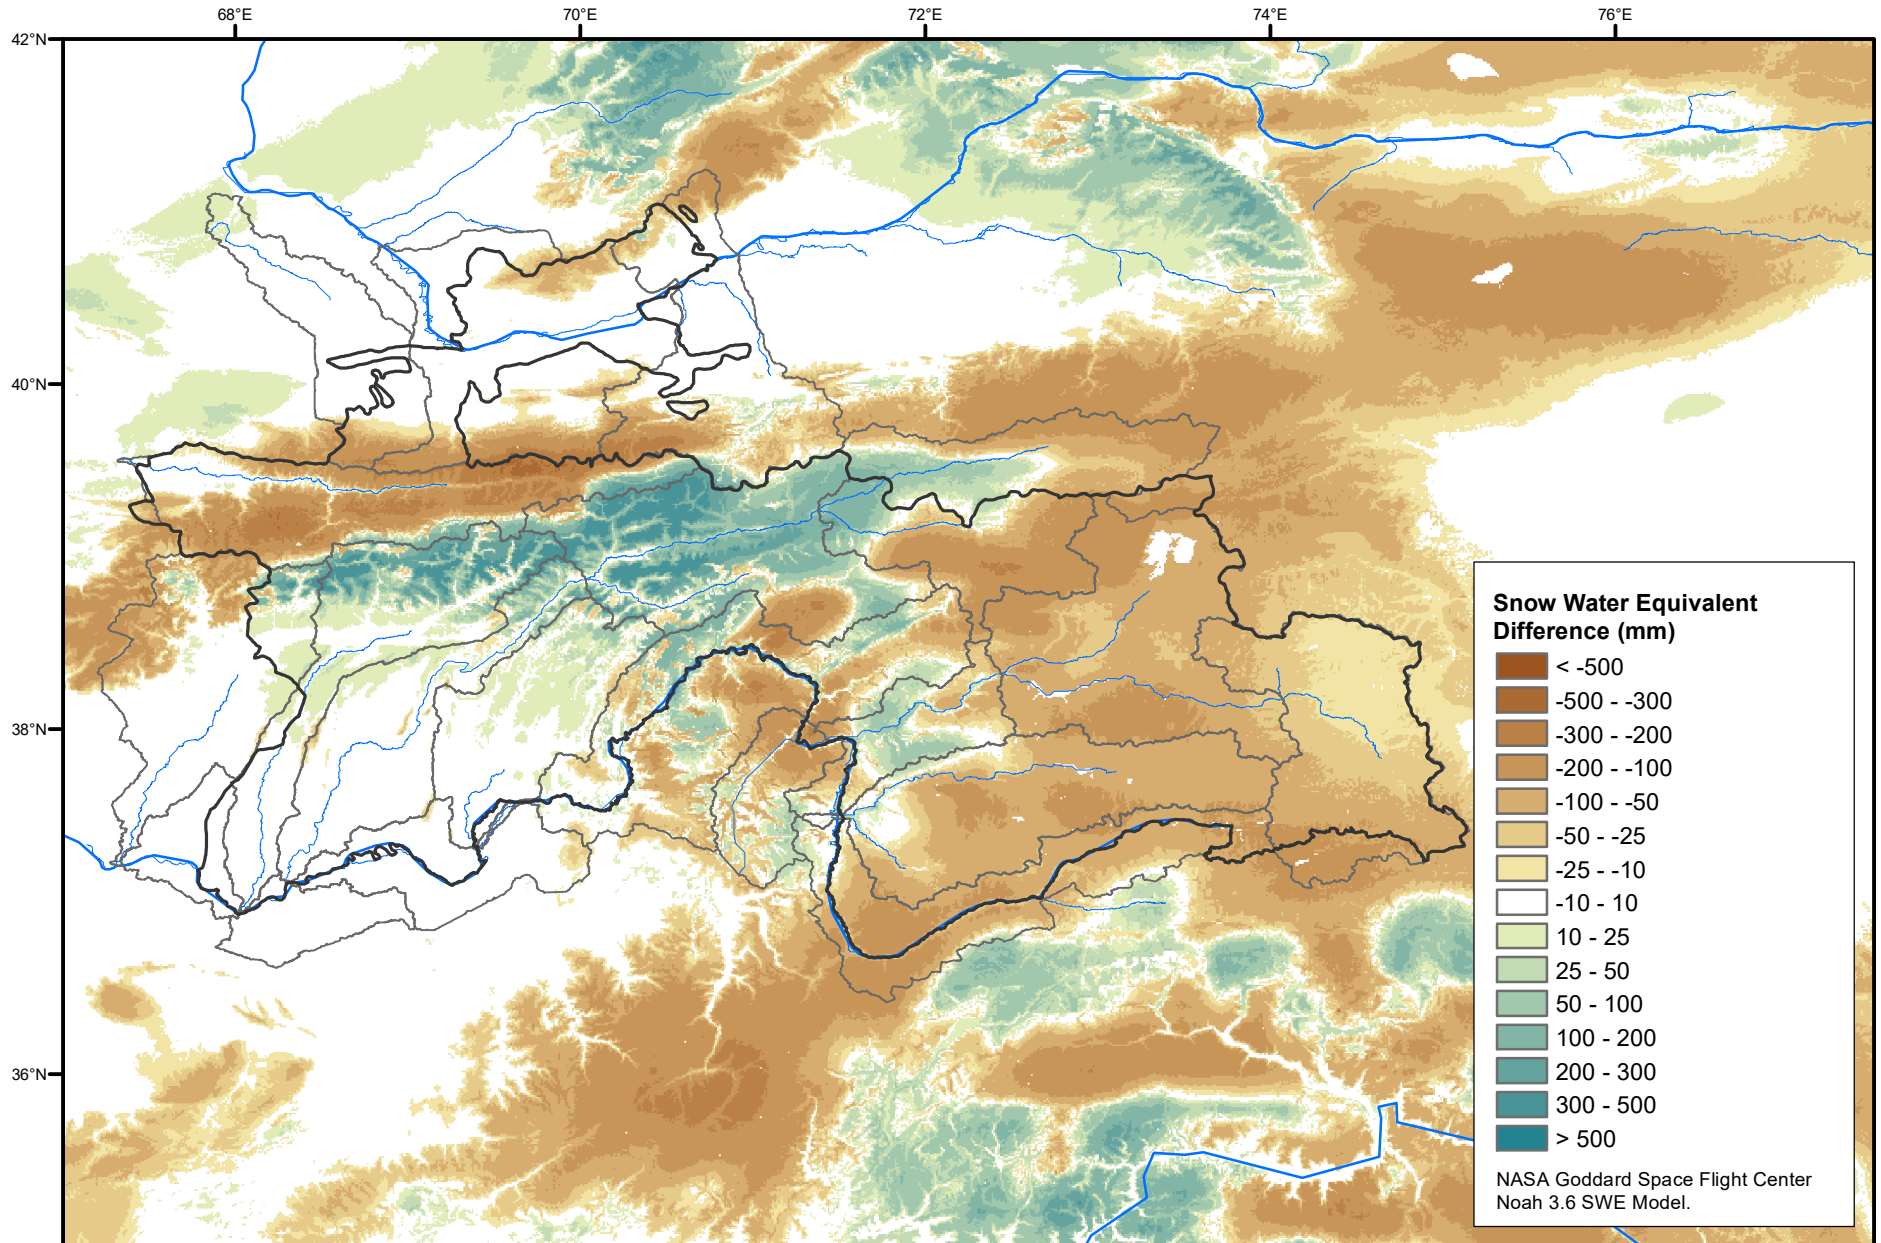 68°E
70°E
72°E
74°E
76°E
42°N
40°N
38°N
36°N
Snow Water Equivalent
Difference (mm)
< -500
-500 - -300
-300 - -200
-200 - -100
-100 - -50
-50 - -25
-25 - -10
-10 - 10
10 - 25
25 - 50
50 - 100
100 - 200
200 - 300
300 - 500
> 500
NASA Goddard Space Flight Center
Noah 3.6 SWE Model.